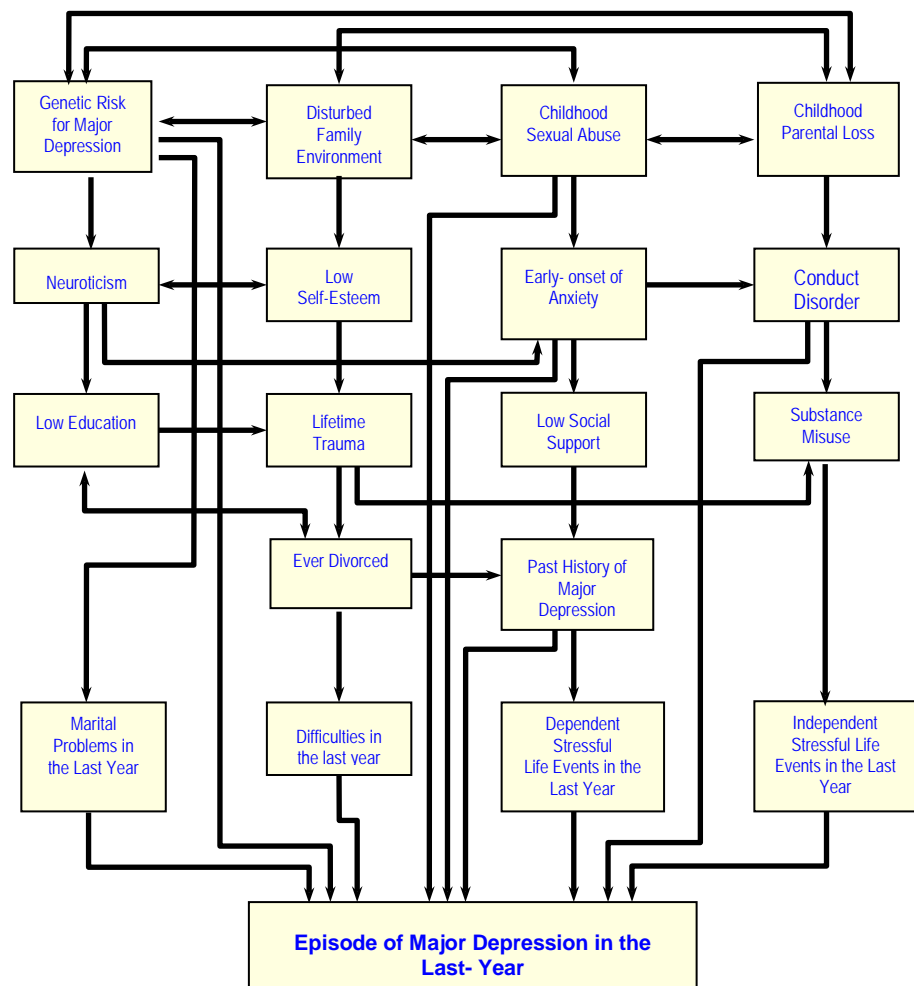 Genetic Risk
for Major
Depression
Disturbed
Family
Environment
Childhood
Sexual Abuse
Childhood
Parental Loss
Neuroticism
Low
Self-Esteem
Early- onset of
Anxiety
Conduct
Disorder
Low Education
Lifetime
Trauma
Low Social
Support
Substance
Misuse
Ever Divorced
Past History of
Major
Depression
Marital
Problems in
the Last Year
Difficulties in
the last year
Dependent
Stressful
Life Events in the
Last Year
Independent
Stressful Life
Events in the Last
Year
Episode of Major Depression in the
Last- Year